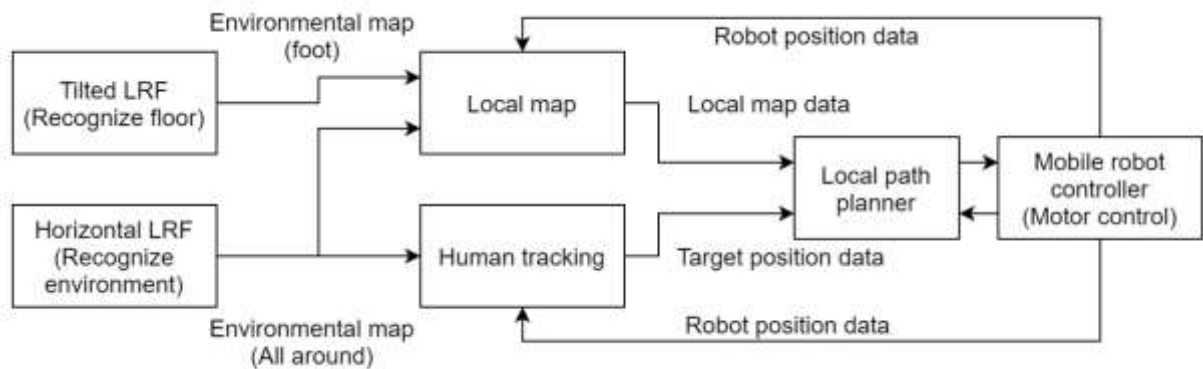 Environmental map
(foot)
Robot position data
Tilted LRF
(Recognize floor)
Local map
Local map data
Local path
planner
Mobile robot
controller
(Motor control)
Horizontal LRF
(Recognize
environment)
Human tracking
Target position data
Environmental map
(All around)
Robot position data